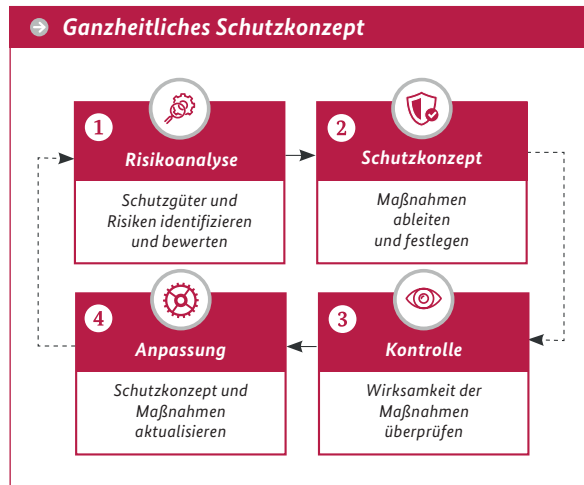 Ganzheitliches Schutzkonzept
1
Risikoanalyse
Schutzgüter und
Risiken identifizieren
und bewerten
2
Schutzkonzept
Maßnahmen
ableiten
und festlegen
3
Kontrolle
Wirksamkeit der
Maßnahmen
überprüfen
4
Anpassung
Schutzkonzept und
Maßnahmen
aktualisieren